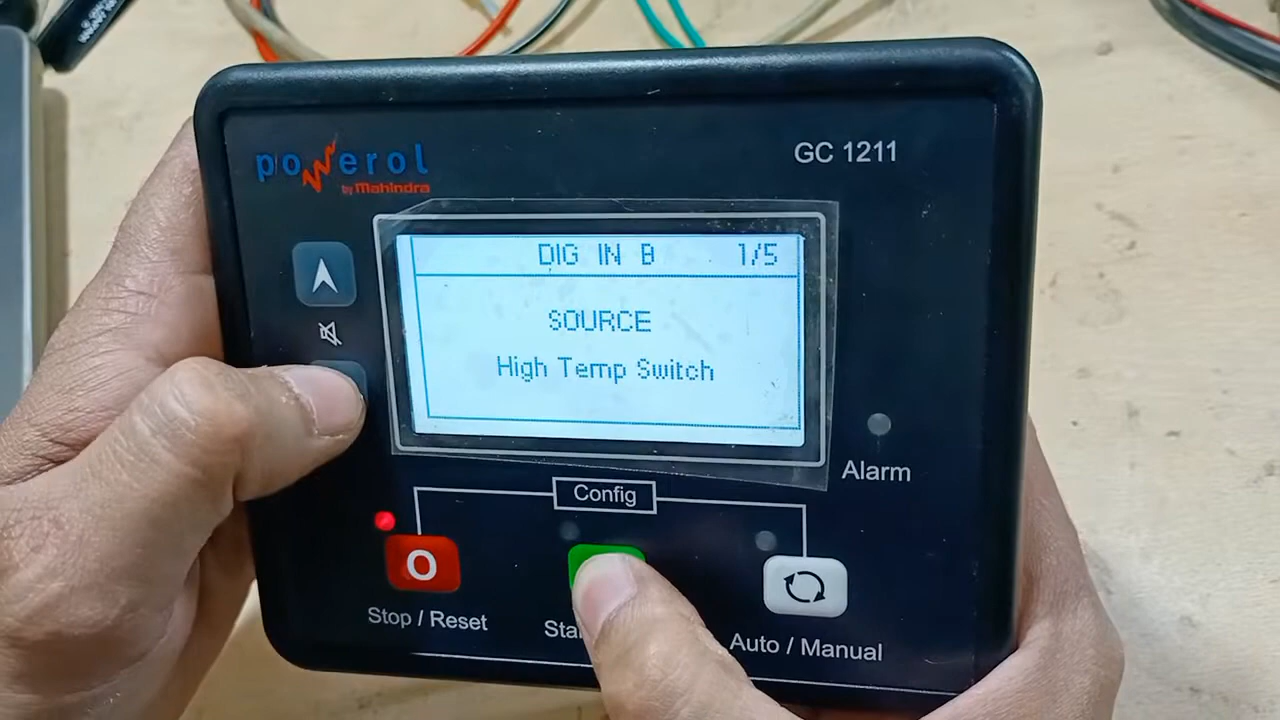 powerol
by Mahindra
GC 1211
DIG IN B 1/5
SOURCE
High Temp Switch
Alarm
Config
O
Stop / Reset
Auto / Manual